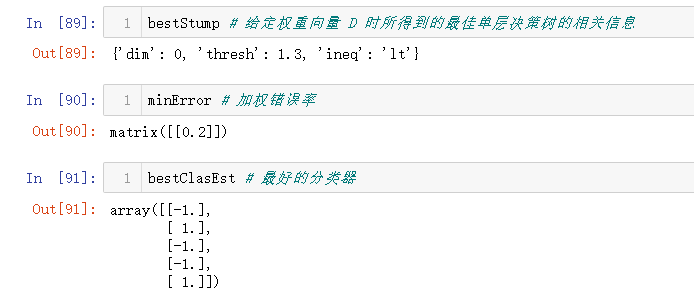 In [89]: 1 bestStump # 给定权重向量 D 时所得到的最佳单层决策树的相关信息
Out[89]: {'dim': 0, 'thresh': 1.3, 'ineq': 'lt'}
In [90]: 1 minError # 加权错误率
Out[90]: matrix([[0.2]])
In [91]: 1 bestClasEst # 最好的分类器
Out[91]: array([[-1.],
[ 1.],
[-1.],
[-1.],
[ 1.]])